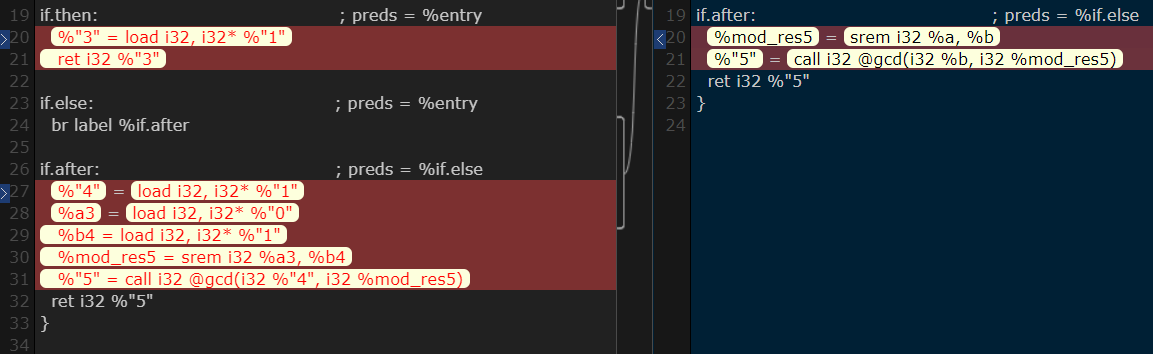 19 if.then: ; preds = %entry
20 %"3" = load i32, i32* %"1"
21 ret i32 %"3"
22
23 if.else: ; preds = %entry
24 br label %if.after
25
26 if.after: ; preds = %if.else
27 %"4" = load i32, i32* %"1"
28 %a3 = load i32, i32* %"0"
29 %b4 = load i32, i32* %"1"
30 %mod_res5 = srem i32 %a3, %b4
31 %"5" = call i32 @gcd(i32 %"4", i32 %mod_res5)
32 ret i32 %"5"
33 }
34
19 if.after: ; preds = %if.else
20 %mod_res5 = srem i32 %a, %b
21 %"5" = call i32 @gcd(i32 %b, i32 %mod_res5)
22 ret i32 %"5"
23 }
24